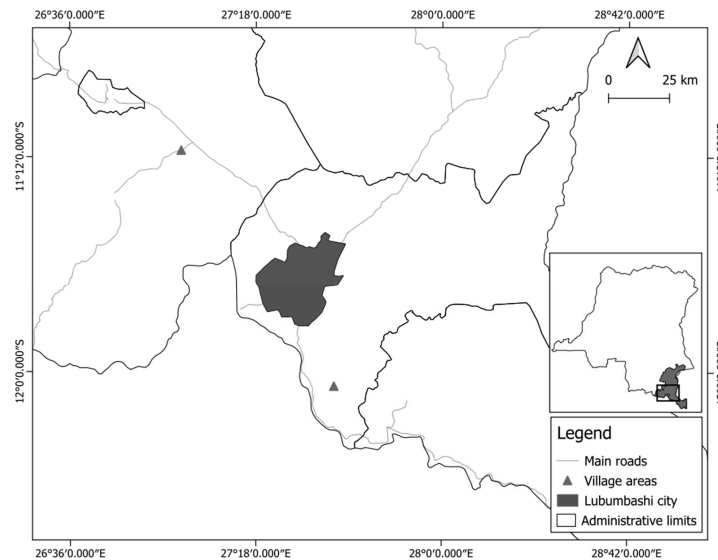 26°36'0.000"E 27°18'0.000"E 28°0'0.000"E 28°42'0.000"E
0 25 km
11°12'0.000"S
12°0'0.000"S
Legend
Main roads
Village areas
Lubumbashi city
Administrative limits
26°36'0.000"E 27°18'0.000"E 28°0'0.000"E 28°42'0.000"E